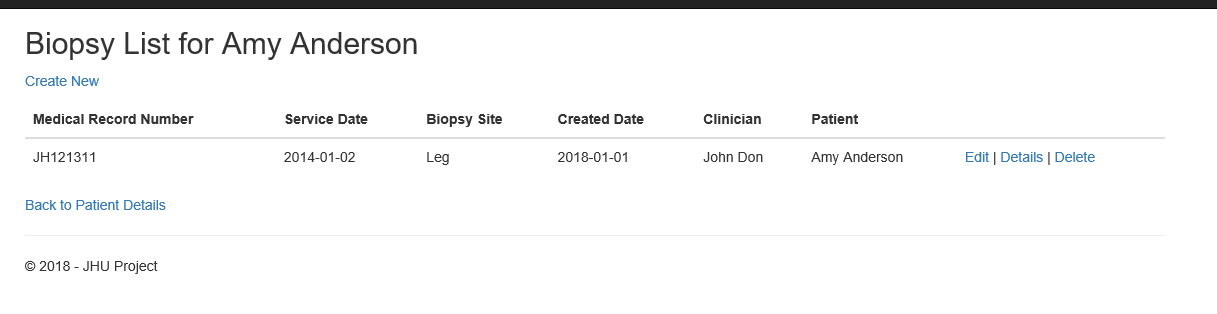 Biopsy List for Amy Anderson
Create New
Medical Record Number Service Date Biopsy Site Created Date Clinician Patient
JH121311 2014-01-02 Leg 2018-01-01 John Don Amy Anderson Edit | Details | Delete
Back to Patient Details
© 2018 - JHU Project